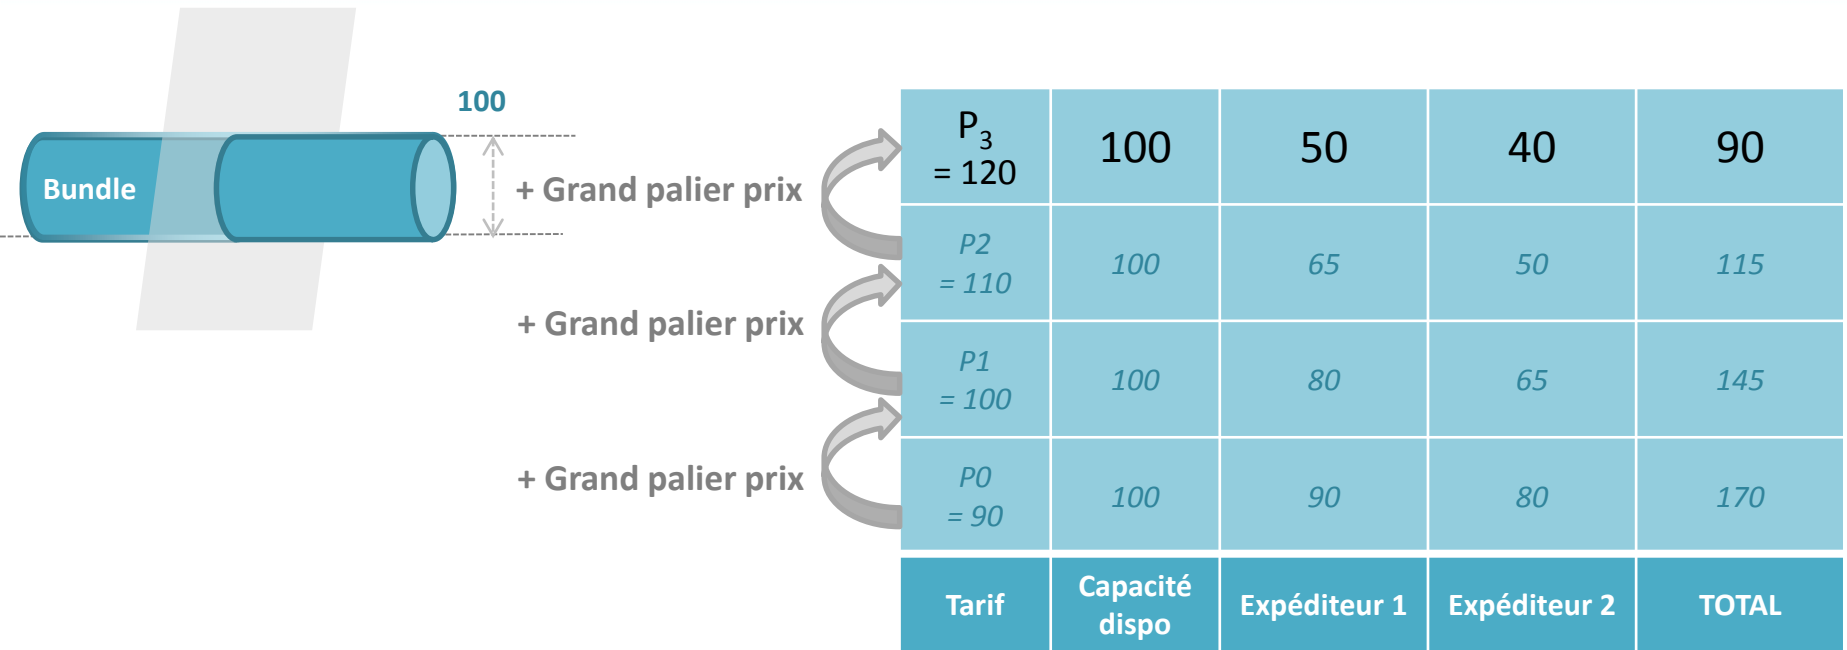 100
Bundle
+ Grand palier prix
+ Grand palier prix
+ Grand palier prix
P3
= 120
100
50
40
90
P2
= 110
100
65
50
115
P1
= 100
100
80
65
145
P0
= 90
100
90
80
170
Tarif
Capacité
dispo
Expéditeur 1
Expéditeur 2
TOTAL